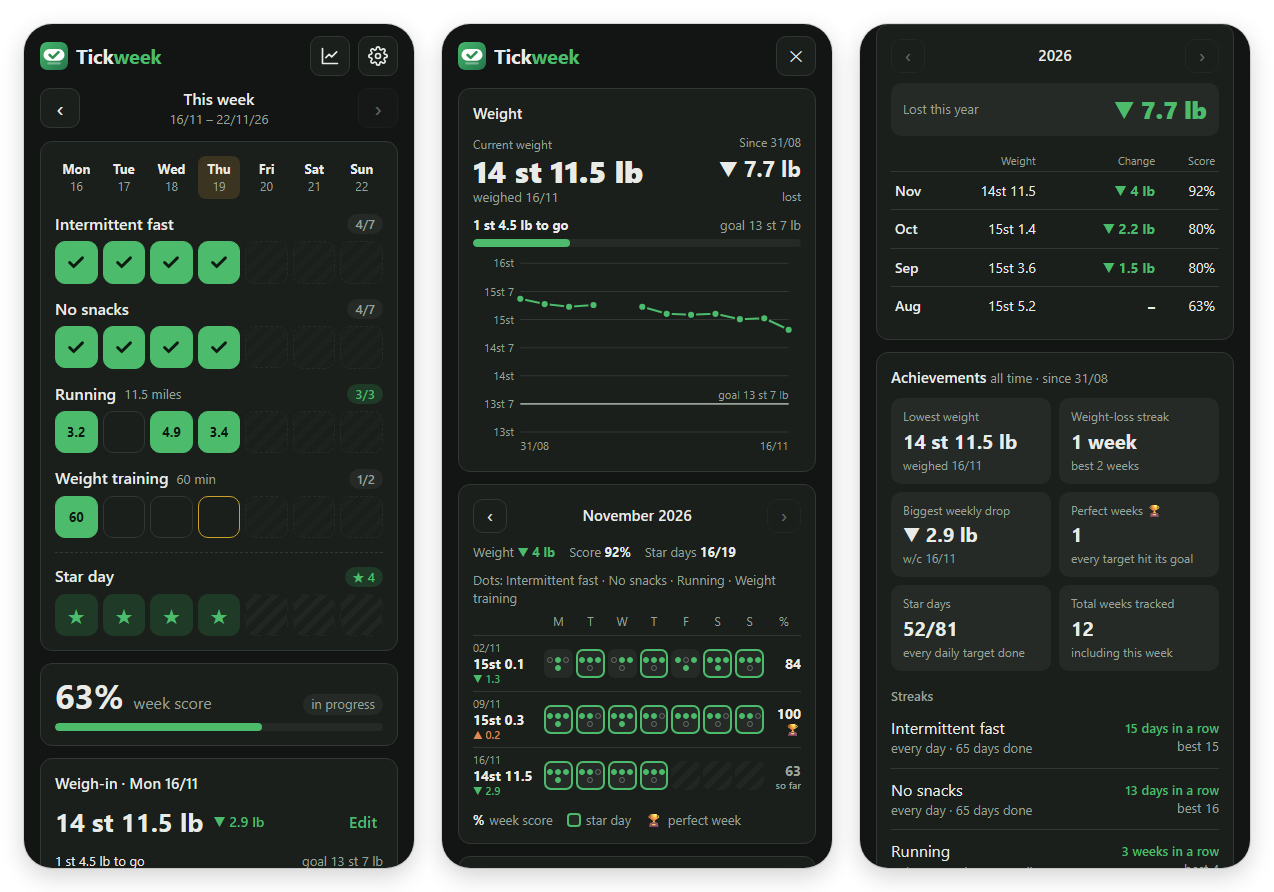 Tickweek
This week
16/11 – 22/11/26
Mon Tue Wed Thu Fri Sat Sun
16 17 18 19 20 21 22
Intermittent fast 4/7
No snacks 4/7
Running 11.5 miles 3/3
3.2 4.9 3.4
Weight training 60 min 1/2
60
Star day ★ 4
63% week score in progress
Weigh-in · Mon 16/11
14 st 11.5 lb ▼ 2.9 lb Edit
1 st 4.5 lb to go goal 13 st 7 lb
Tickweek
Weight
Current weight Since 31/08
14 st 11.5 lb ▼ 7.7 lb
weighed 16/11 lost
1 st 4.5 lb to go goal 13 st 7 lb
16st
15st 7
15st
14st 7
14st
goal 13 st 7 lb
13st 7
13st
31/08 16/11
November 2026
Weight ▼ 4 lb Score 92% Star days 16/19
Dots: Intermittent fast · No snacks · Running · Weight
training
M T W T F S S %
02/11
15st 0.1 84
▼ 1.3
09/11
15st 0.3 100
▲ 0.2
16/11
14st 11.5 63
▼ 2.9 so far
% week score star day perfect week
2026
Lost this year ▼ 7.7 lb
Weight Change Score
Nov 14st 11.5 ▼ 4 lb 92%
Oct 15st 1.4 ▼ 2.2 lb 80%
Sep 15st 3.6 ▼ 1.5 lb 80%
Aug 15st 5.2 – 63%
Achievements all time · since 31/08
Lowest weight
14 st 11.5 lb
weighed 16/11
Weight-loss streak
1 week
best 2 weeks
Biggest weekly drop
▼ 2.9 lb
w/c 16/11
Perfect weeks
1
every target hit its goal
Star days
52/81
every daily target done
Total weeks tracked
12
including this week
Streaks
Intermittent fast 15 days in a row
every day · 65 days done best 15
No snacks 13 days in a row
every day · 65 days done best 16
Running 3 weeks in a row